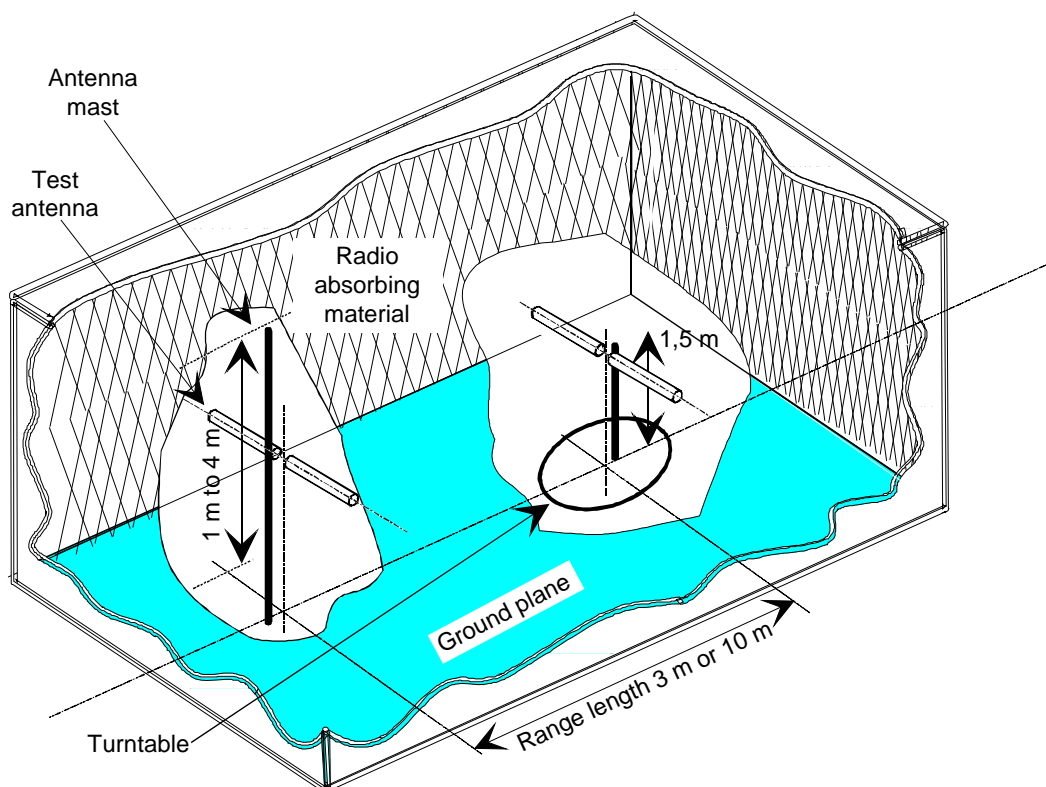 Antenna
mast
Test
antenna
Radio
absorbing
material
1,5 m
1 m to 4 m
Ground plane
Range length 3 m or 10 m
Turntable